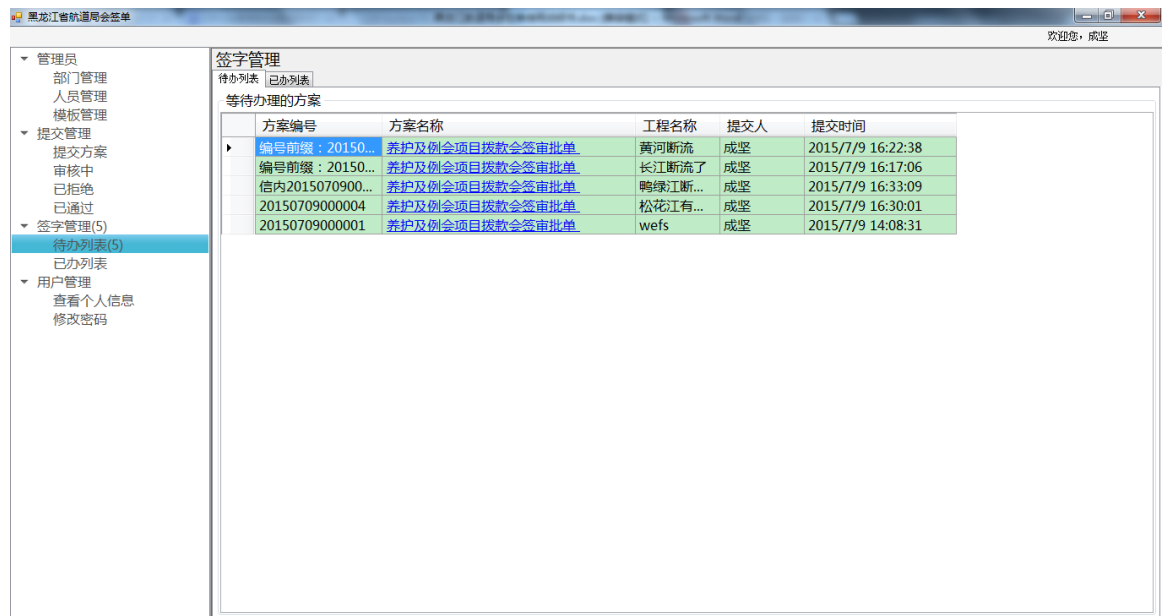 黑龙江省航道局会签单
欢迎您，成坚
管理员
部门管理
人员管理
模板管理
提交管理
提交方案
审核中
已拒绝
已通过
签字管理(5)
待办列表(5)
已办列表
用户管理
查看个人信息
修改密码
签字管理
待办列表 已办列表
等待办理的方案
方案编号 方案名称 工程名称 提交人 提交时间
编号前缀：20150... 养护及例会项目拨款会签审批单 黄河断流 成坚 2015/7/9 16:22:38
编号前缀：20150... 养护及例会项目拨款会签审批单 长江断流了 成坚 2015/7/9 16:17:06
信内2015070900... 养护及例会项目拨款会签审批单 鸭绿江断... 成坚 2015/7/9 16:33:09
20150709000004 养护及例会项目拨款会签审批单 松花江有... 成坚 2015/7/9 16:30:01
20150709000001 养护及例会项目拨款会签审批单 wefs 成坚 2015/7/9 14:08:31